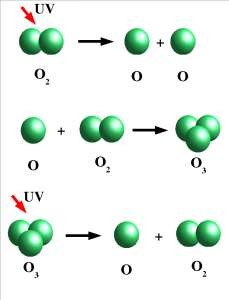 UV
+
O₂ O O
+
O O₂ O₃
UV
+
O₃ O O₂